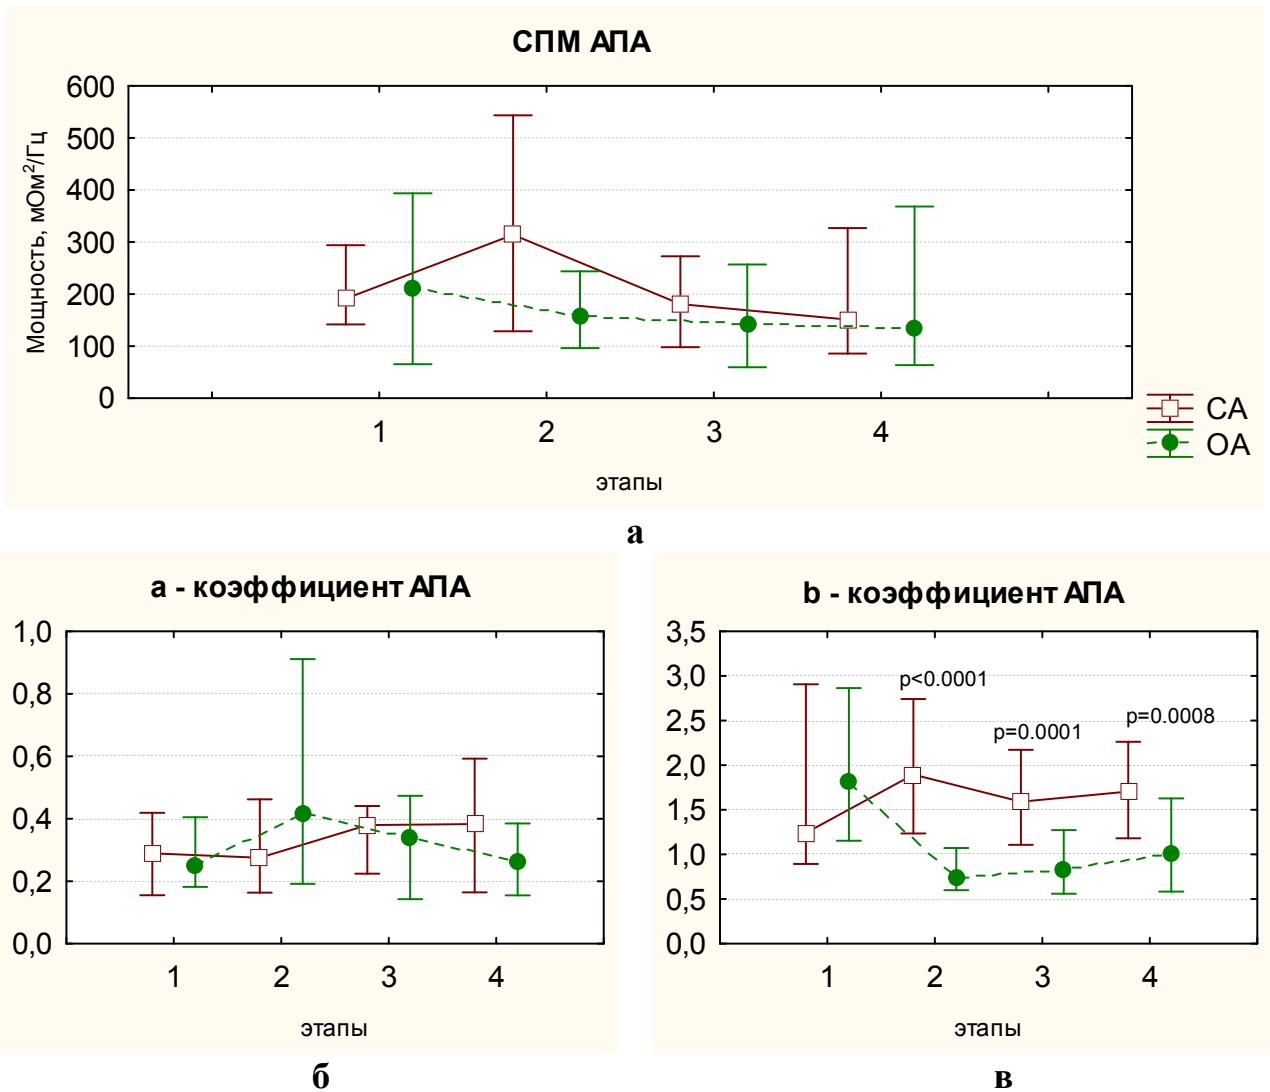 СПМ АПА
Мощность, мОм²/Гц
600
500
400
300
200
100
0
1 2 3 4
этапы
СА
ОА
а
а - коэффициент АПА
1,0
0,8
0,6
0,4
0,2
0,0
1 2 3 4
этапы
б
b - коэффициент АПА
3,5
3,0
2,5
2,0
1,5
1,0
0,5
0,0
p<0.0001
p=0.0001
p=0.0008
1 2 3 4
этапы
в